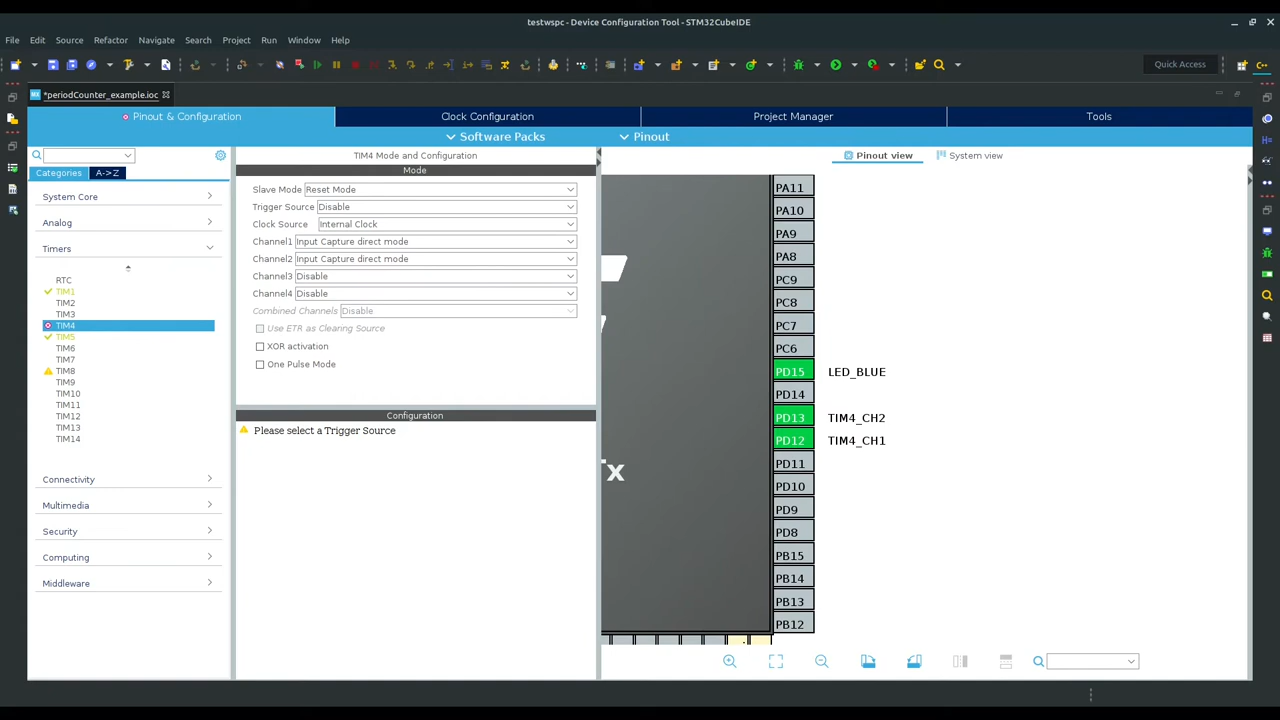 testwspc - Device Configuration Tool - STM32CubeIDE
File Edit Source Refactor Navigate Search Project Run Window Help
Quick Access
*periodCounter_example.ioc
Pinout & Configuration Clock Configuration Project Manager Tools
Software Packs Pinout
TIM4 Mode and Configuration
Pinout view System view
Categories A->Z
Mode
System Core
Analog
Timers
RTC
TIM1
TIM2
TIM3
TIM4
TIM5
TIM6
TIM7
TIM8
TIM9
TIM10
TIM11
TIM12
TIM13
TIM14
Connectivity
Multimedia
Security
Computing
Middleware
Slave Mode Reset Mode
Trigger Source Disable
Clock Source Internal Clock
Channel1 Input Capture direct mode
Channel2 Input Capture direct mode
Channel3 Disable
Channel4 Disable
Combined Channels Disable
Use ETR as Clearing Source
XOR activation
One Pulse Mode
Configuration
Please select a Trigger Source
PA11
PA10
PA9
PA8
PC9
PC8
PC7
PC6
PD15 LED_BLUE
PD14
PD13 TIM4_CH2
PD12 TIM4_CH1
PD11
PD10
PD9
PD8
PB15
PB14
PB13
PB12